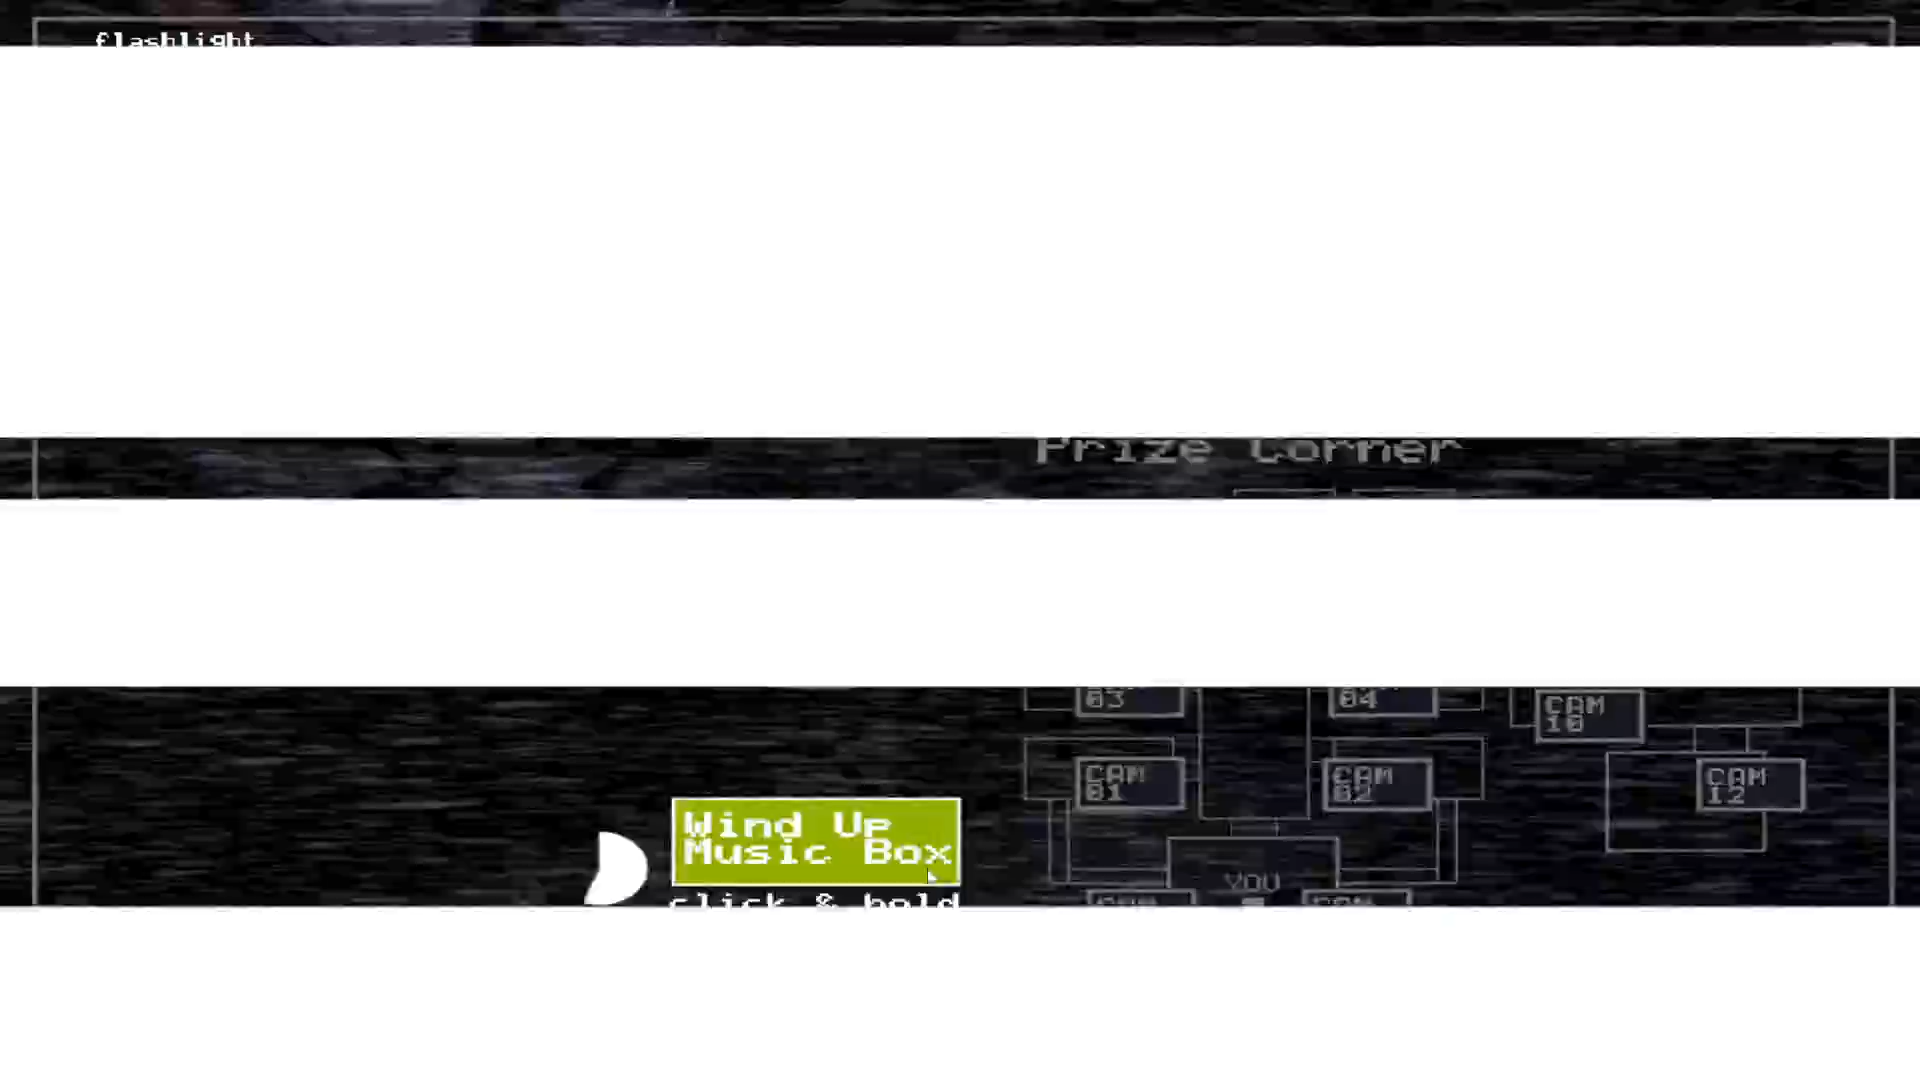 flashlight
Prize Corner
03
04
CAM
10
CAM
01
CAM
02
CAM
12
Wind Up
Music Box
YOU
click & hold
CAM
CAM